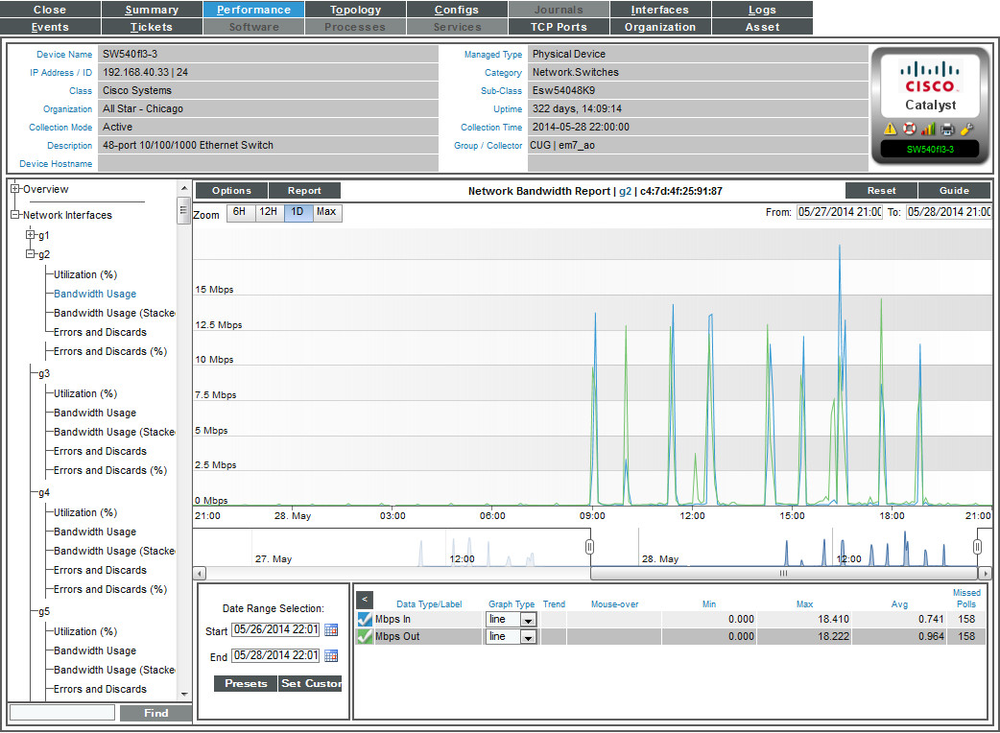 Close Summary Performance Topology Configs Journals Interfaces Logs
Events Tickets Software Processes Services TCP Ports Organization Asset
Device Name SW540fl3-3 Managed Type Physical Device
IP Address / ID 192.168.40.33 | 24 Category Network.Switches
Class Cisco Systems Sub-Class Esw54048K9
Organization All Star - Chicago Uptime 322 days, 14:09:14
Collection Mode Active Collection Time 2014-05-28 22:00:00
Description 48-port 10/100/1000 Ethernet Switch Group / Collector CUG | em7_ao
Device Hostname
CISCO
Catalyst
SW540fl3-3
Overview
Network Interfaces
g1
g2
Utilization (%)
Bandwidth Usage
Bandwidth Usage (Stacke
Errors and Discards
Errors and Discards (%)
g3
Utilization (%)
Bandwidth Usage
Bandwidth Usage (Stacke
Errors and Discards
Errors and Discards (%)
g4
Utilization (%)
Bandwidth Usage
Bandwidth Usage (Stacke
Errors and Discards
Errors and Discards (%)
g5
Utilization (%)
Bandwidth Usage
Bandwidth Usage (Stacke
Errors and Discards
Find
Options Report Network Bandwidth Report | g2 | c4:7d:4f:25:91:87 Reset Guide
Zoom 6H 12H 1D Max From: 05/27/2014 21:00 To: 05/28/2014 21:00
15 Mbps
12.5 Mbps
10 Mbps
7.5 Mbps
5 Mbps
2.5 Mbps
0 Mbps
21:00 28. May 03:00 06:00 09:00 12:00 15:00 18:00 21:00
27. May 12:00 28. May 12:00
Date Range Selection:
Start 05/26/2014 22:01
End 05/28/2014 22:01
Presets Set Custor
< Data Type/Label Graph Type Trend Mouse-over Min Max Avg Missed Polls
Mbps In line 0.000 18.410 0.741 158
Mbps Out line 0.000 18.222 0.964 158